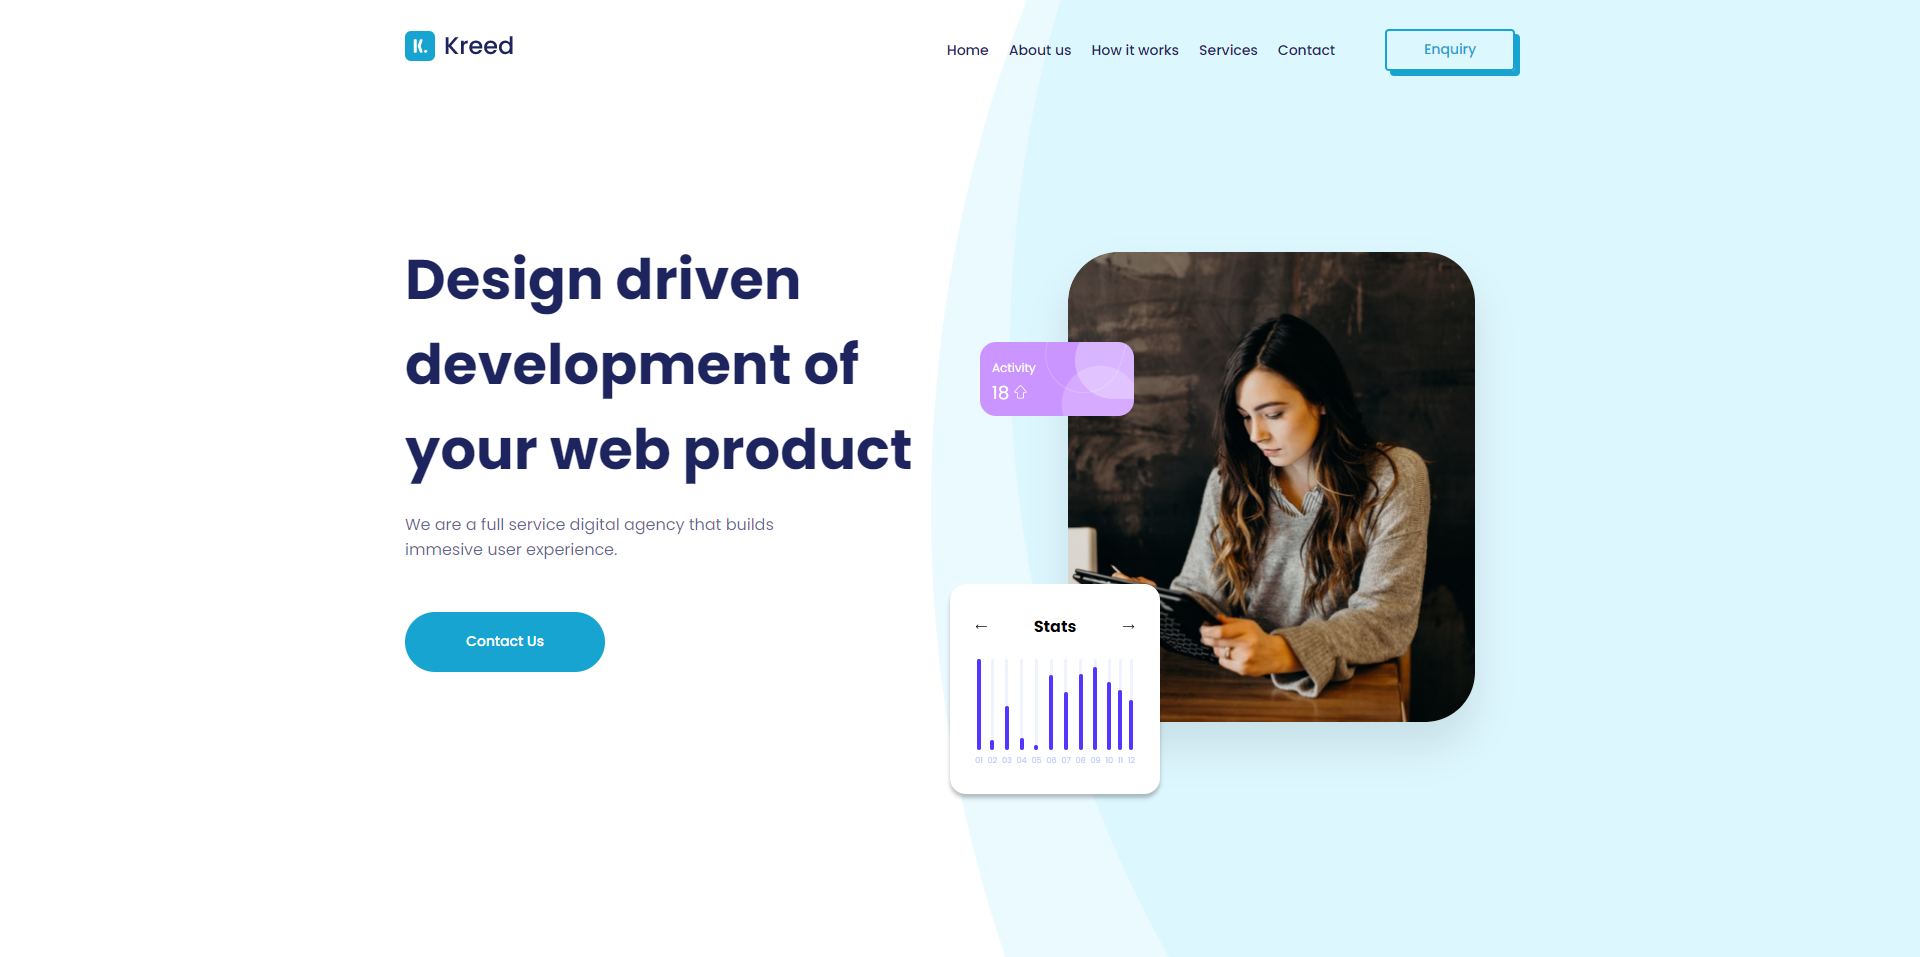 K. Kreed
Home About us How it works Services Contact Enquiry
Design driven
development of
your web product
We are a full service digital agency that builds
immesive user experience.
Contact Us
Activity
18
← Stats →
01 02 03 04 05 06 07 08 09 10 11 12